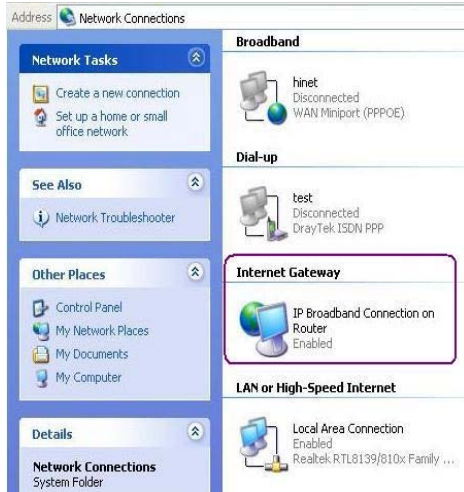 Address Network Connections
Network Tasks
Create a new connection
Set up a home or small
office network
See Also
Network Troubleshooter
Other Places
Control Panel
My Network Places
My Documents
My Computer
Details
Network Connections
System Folder
Broadband
hinet
Disconnected
WAN Miniport (PPPOE)
Dial-up
test
Disconnected
DrayTek ISDN PPP
Internet Gateway
IP Broadband Connection on
Router
Enabled
LAN or High-Speed Internet
Local Area Connection
Enabled
Realtek RTL8139/810x Family ...